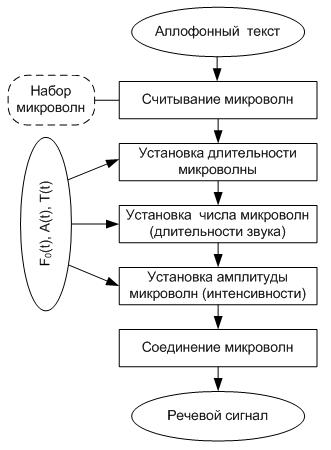 Аллофонный текст
Набор
микроволн
Считывание микроволн
Установка длительности
микроволны
F₀(t), A(t), T(t)
Установка числа микроволн
(длительности звука)
Установка амплитуды
микроволн (интенсивности)
Соединение микроволн
Речевой сигнал